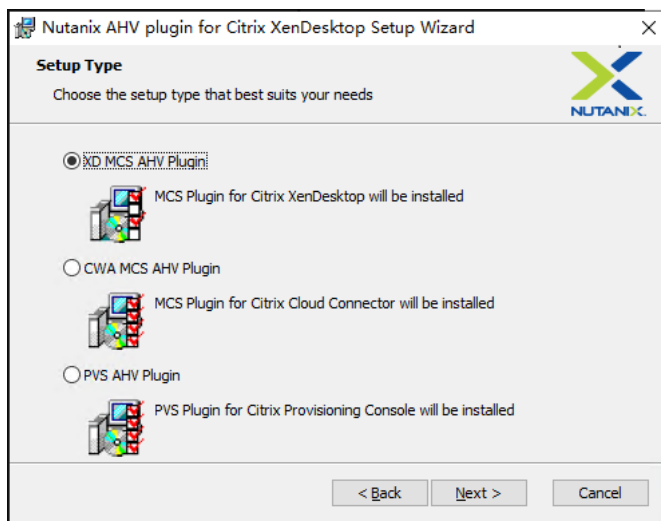 Nutanix AHV plugin for Citrix XenDesktop Setup Wizard
Setup Type
Choose the setup type that best suits your needs
NUTANIX.
XD MCS AHV Plugin
MCS Plugin for Citrix XenDesktop will be installed
CWA MCS AHV Plugin
MCS Plugin for Citrix Cloud Connector will be installed
PVS AHV Plugin
PVS Plugin for Citrix Provisioning Console will be installed
< Back Next > Cancel